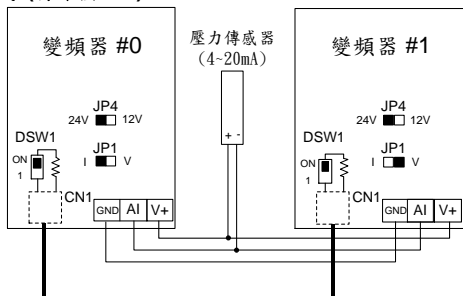 變頻器 #0
JP4
24V 12V
DSW1
ON
1
JP1
I V
CN1
GND AI V+
壓力傳感器
(4~20mA)
+ -
變頻器 #1
JP4
24V 12V
DSW1
ON
1
JP1
I V
CN1
GND AI V+